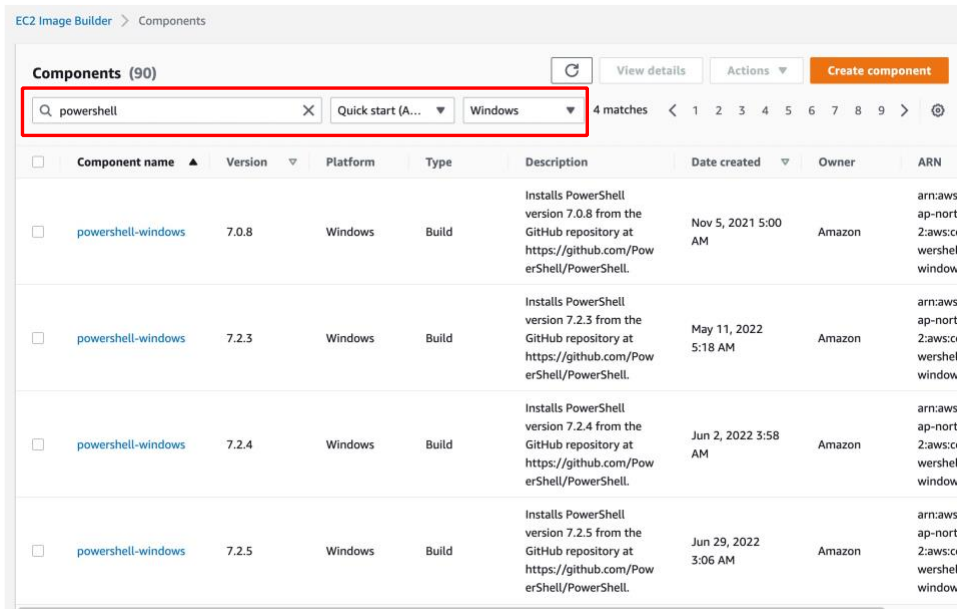 EC2 Image Builder > Components
Components (90)
View details
Actions
Create component
powershell
Quick start (A...
Windows
4 matches
1 2 3 4 5 6 7 8 9
Component name Version Platform Type Description Date created Owner ARN
powershell-windows 7.0.8 Windows Build
Installs PowerShell
version 7.0.8 from the
GitHub repository at
https://github.com/Pow
erShell/PowerShell.
Nov 5, 2021 5:00
AM
Amazon
arn:aws
ap-nort
2:aws:c
wershel
window
powershell-windows 7.2.3 Windows Build
Installs PowerShell
version 7.2.3 from the
GitHub repository at
https://github.com/Pow
erShell/PowerShell.
May 11, 2022
5:18 AM
Amazon
arn:aws
ap-nort
2:aws:c
wershel
window
powershell-windows 7.2.4 Windows Build
Installs PowerShell
version 7.2.4 from the
GitHub repository at
https://github.com/Pow
erShell/PowerShell.
Jun 2, 2022 3:58
AM
Amazon
arn:aws
ap-nort
2:aws:c
wershel
window
powershell-windows 7.2.5 Windows Build
Installs PowerShell
version 7.2.5 from the
GitHub repository at
https://github.com/Pow
erShell/PowerShell.
Jun 29, 2022
3:06 AM
Amazon
arn:aws
ap-nort
2:aws:c
wershel
window